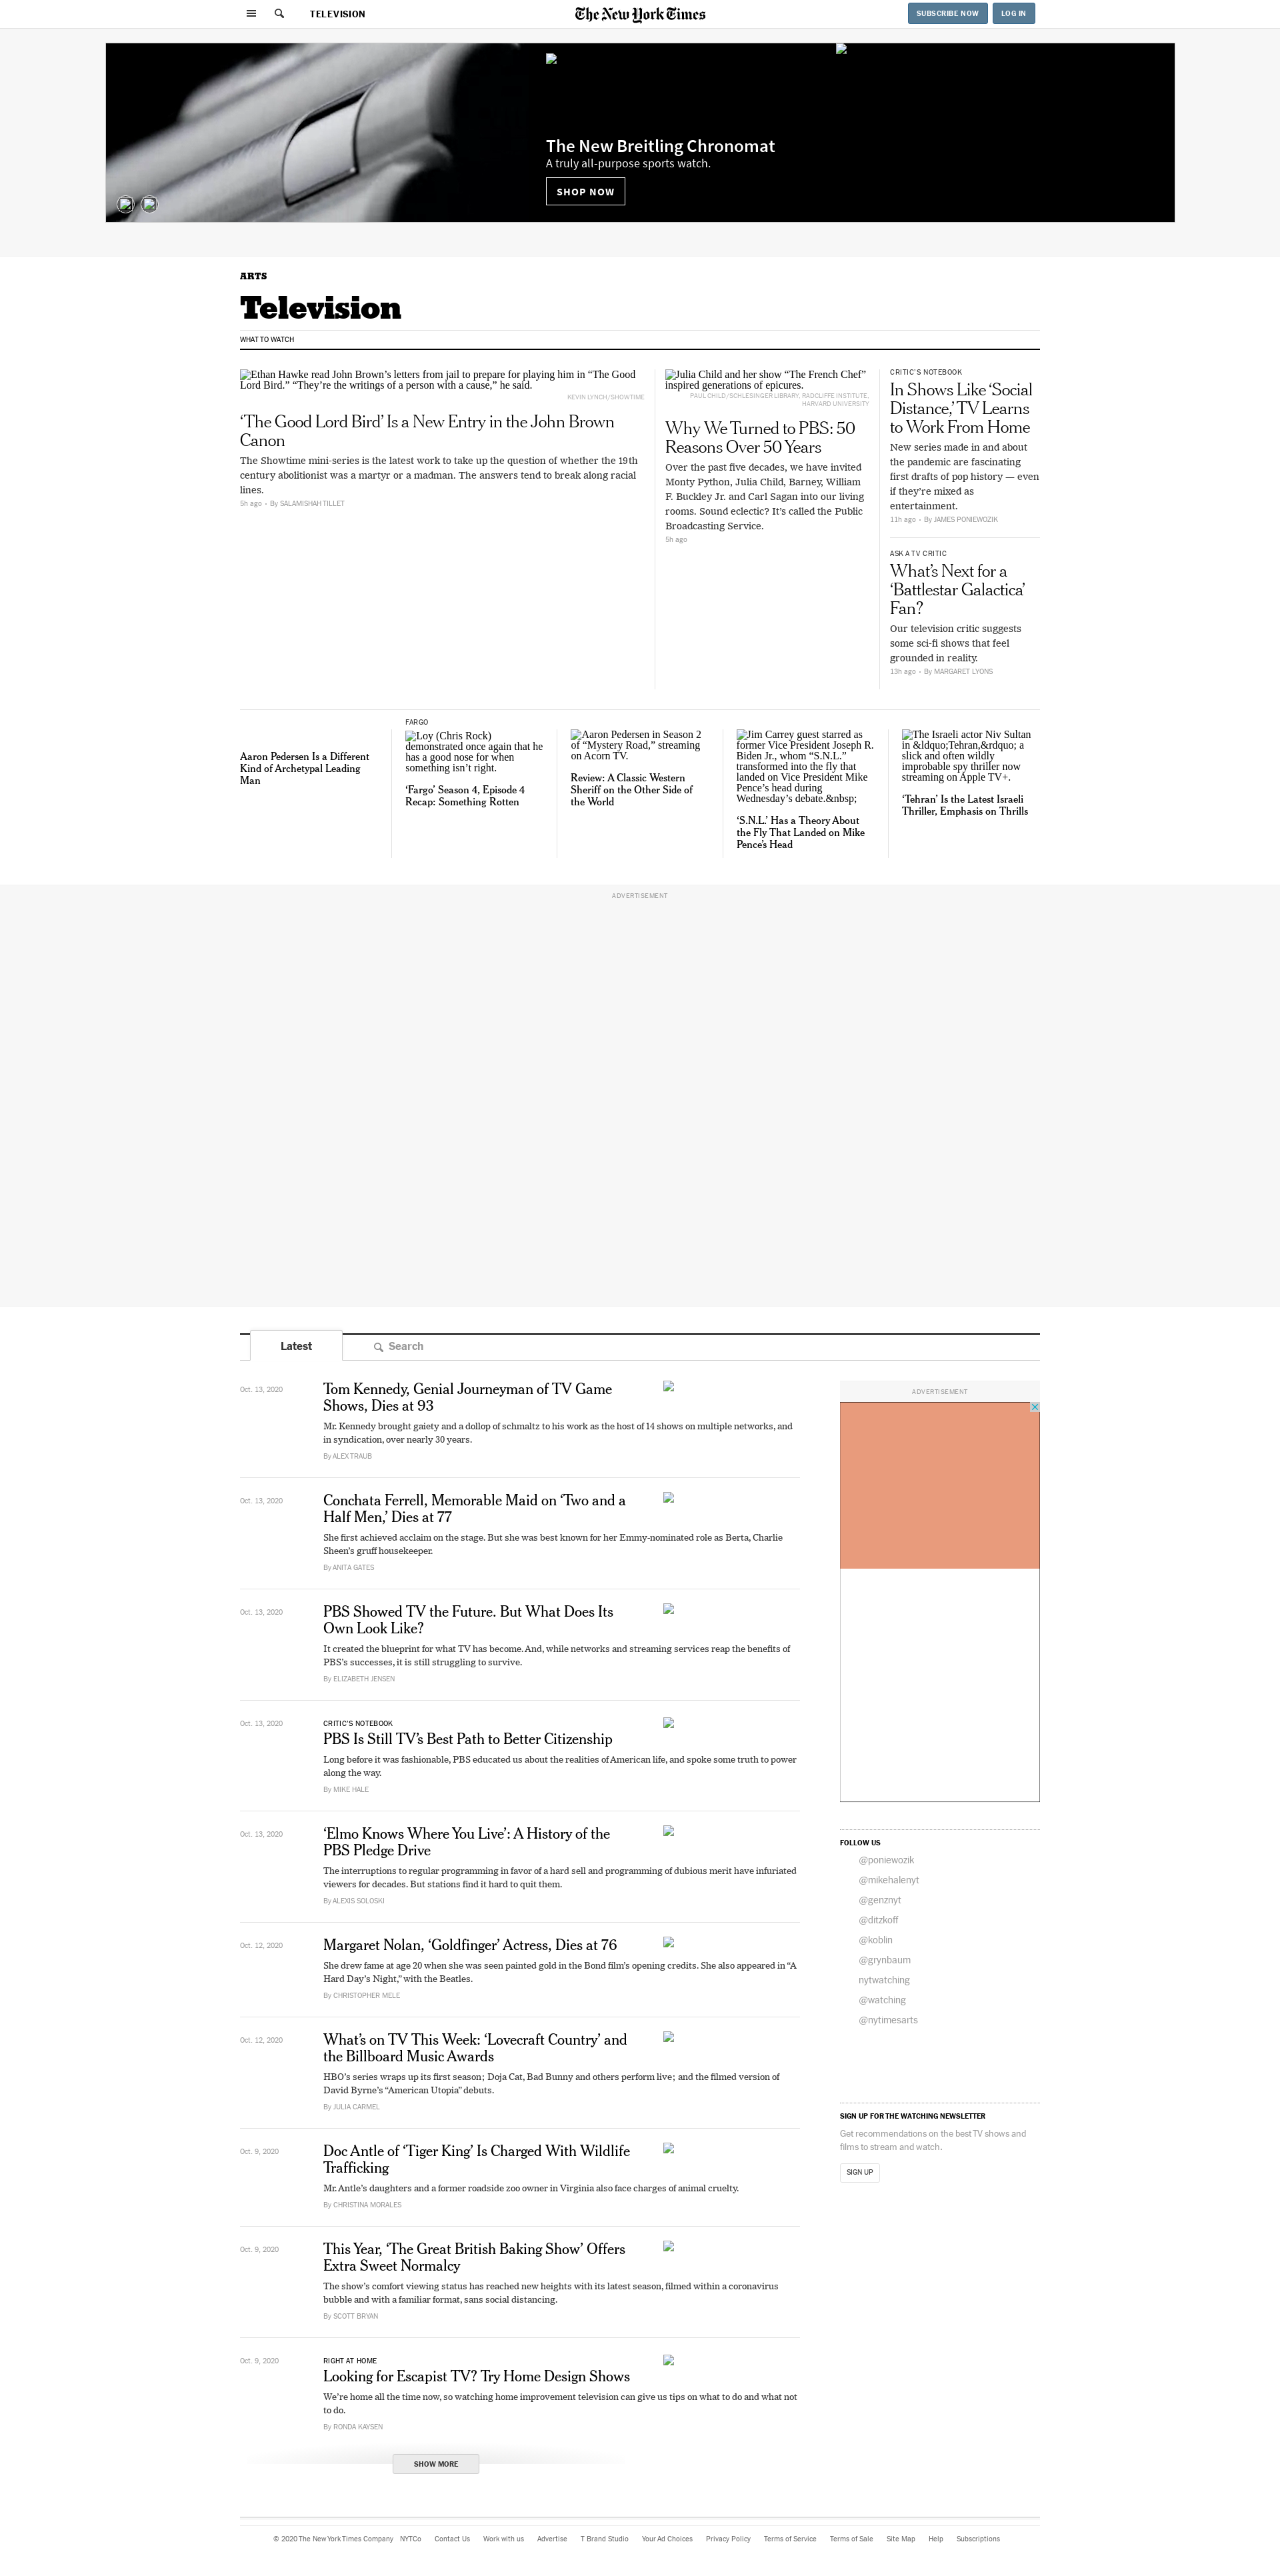 TELEVISION
The New York Times
SUBSCRIBE NOW
LOG IN
The New Breitling Chronomat
A truly all-purpose sports watch.
SHOP NOW
ARTS
Television
WHAT TO WATCH
Ethan Hawke read John Brown’s letters from jail to prepare for playing him in “The Good
Lord Bird.” “They’re the writings of a person with a cause,” he said.
KEVIN LYNCH/SHOWTIME
‘The Good Lord Bird’ Is a New Entry in the John Brown
Canon
The Showtime mini-series is the latest work to take up the question of whether the 19th
century abolitionist was a martyr or a madman. The answers tend to break along racial
lines.
5h ago • By SALAMISHAH TILLET
Julia Child and her show “The French Chef”
inspired generations of epicures.
PAUL CHILD/SCHLESINGER LIBRARY, RADCLIFFE INSTITUTE,
HARVARD UNIVERSITY
Why We Turned to PBS: 50
Reasons Over 50 Years
Over the past five decades, we have invited
Monty Python, Julia Child, Barney, William
F. Buckley Jr. and Carl Sagan into our living
rooms. Sound eclectic? It’s called the Public
Broadcasting Service.
5h ago
CRITIC’S NOTEBOOK
In Shows Like ‘Social
Distance,’ TV Learns
to Work From Home
New series made in and about
the pandemic are fascinating
first drafts of pop history — even
if they’re mixed as
entertainment.
11h ago • By JAMES PONIEWOZIK
ASK A TV CRITIC
What’s Next for a
‘Battlestar Galactica’
Fan?
Our television critic suggests
some sci-fi shows that feel
grounded in reality.
13h ago • By MARGARET LYONS
Aaron Pedersen Is a Different
Kind of Archetypal Leading
Man
FARGO
Loy (Chris Rock)
demonstrated once again that he
has a good nose for when
something isn’t right.
‘Fargo’ Season 4, Episode 4
Recap: Something Rotten
Aaron Pedersen in Season 2
of “Mystery Road,” streaming
on Acorn TV.
Review: A Classic Western
Sheriff on the Other Side of
the World
Jim Carrey guest starred as
former Vice President Joseph R.
Biden Jr., whom “S.N.L.”
transformed into the fly that
landed on Vice President Mike
Pence’s head during
Wednesday’s debate.&nbsp;
‘S.N.L.’ Has a Theory About
the Fly That Landed on Mike
Pence’s Head
The Israeli actor Niv Sultan
in &ldquo;Tehran,&rdquo; a
slick and often wildly
improbable spy thriller now
streaming on Apple TV+.
‘Tehran’ Is the Latest Israeli
Thriller, Emphasis on Thrills
ADVERTISEMENT
Latest
Search
Oct. 13, 2020
Tom Kennedy, Genial Journeyman of TV Game
Shows, Dies at 93
Mr. Kennedy brought gaiety and a dollop of schmaltz to his work as the host of 14 shows on multiple networks, and
in syndication, over nearly 30 years.
By ALEX TRAUB
Oct. 13, 2020
Conchata Ferrell, Memorable Maid on ‘Two and a
Half Men,’ Dies at 77
She first achieved acclaim on the stage. But she was best known for her Emmy-nominated role as Berta, Charlie
Sheen’s gruff housekeeper.
By ANITA GATES
Oct. 13, 2020
PBS Showed TV the Future. But What Does Its
Own Look Like?
It created the blueprint for what TV has become. And, while networks and streaming services reap the benefits of
PBS’s successes, it is still struggling to survive.
By ELIZABETH JENSEN
Oct. 13, 2020
CRITIC’S NOTEBOOK
PBS Is Still TV’s Best Path to Better Citizenship
Long before it was fashionable, PBS educated us about the realities of American life, and spoke some truth to power
along the way.
By MIKE HALE
Oct. 13, 2020
‘Elmo Knows Where You Live’: A History of the
PBS Pledge Drive
The interruptions to regular programming in favor of a hard sell and programming of dubious merit have infuriated
viewers for decades. But stations find it hard to quit them.
By ALEXIS SOLOSKI
Oct. 12, 2020
Margaret Nolan, ‘Goldfinger’ Actress, Dies at 76
She drew fame at age 20 when she was seen painted gold in the Bond film’s opening credits. She also appeared in “A
Hard Day’s Night,” with the Beatles.
By CHRISTOPHER MELE
Oct. 12, 2020
What’s on TV This Week: ‘Lovecraft Country’ and
the Billboard Music Awards
HBO’s series wraps up its first season; Doja Cat, Bad Bunny and others perform live; and the filmed version of
David Byrne’s “American Utopia” debuts.
By JULIA CARMEL
Oct. 9, 2020
Doc Antle of ‘Tiger King’ Is Charged With Wildlife
Trafficking
Mr. Antle’s daughters and a former roadside zoo owner in Virginia also face charges of animal cruelty.
By CHRISTINA MORALES
Oct. 9, 2020
This Year, ‘The Great British Baking Show’ Offers
Extra Sweet Normalcy
The show’s comfort viewing status has reached new heights with its latest season, filmed within a coronavirus
bubble and with a familiar format, sans social distancing.
By SCOTT BRYAN
Oct. 9, 2020
RIGHT AT HOME
Looking for Escapist TV? Try Home Design Shows
We’re home all the time now, so watching home improvement television can give us tips on what to do and what not
to do.
By RONDA KAYSEN
SHOW MORE
ADVERTISEMENT
FOLLOW US
@poniewozik
@mikehalenyt
@genznyt
@ditzkoff
@koblin
@grynbaum
nytwatching
@watching
@nytimesarts
SIGN UP FOR THE WATCHING NEWSLETTER
Get recommendations on the best TV shows and
films to stream and watch.
SIGN UP
© 2020 The New York Times Company NYTCo Contact Us Work with us Advertise T Brand Studio Your Ad Choices Privacy Policy Terms of Service Terms of Sale Site Map Help Subscriptions